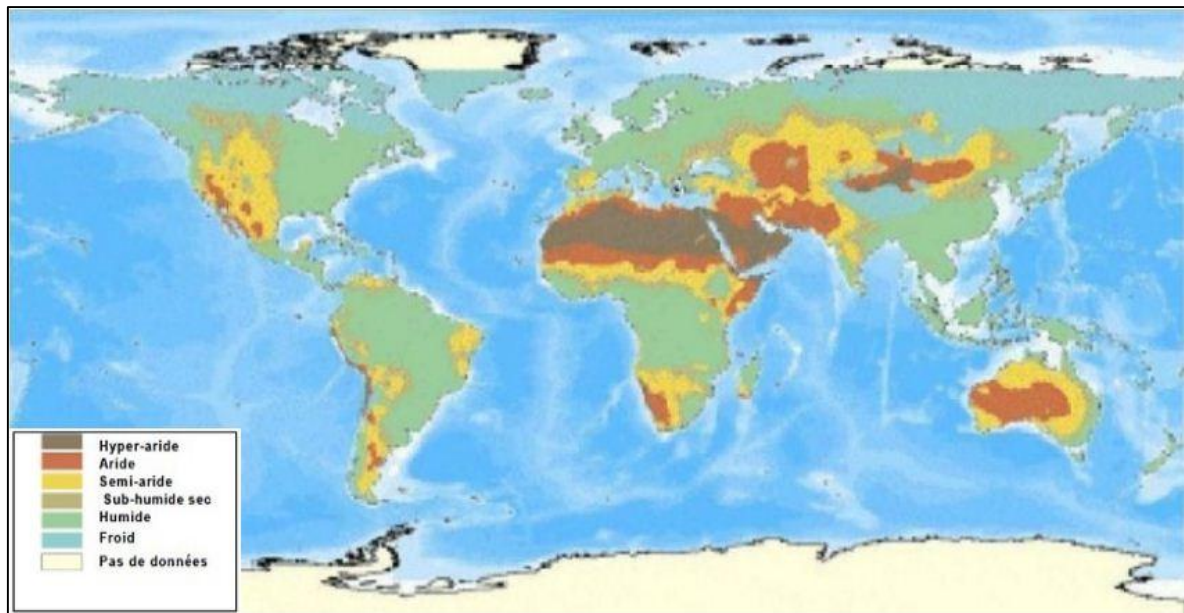 Hyper-aride
Aride
Semi-aride
Sub-humide sec
Humide
Froid
Pas de données